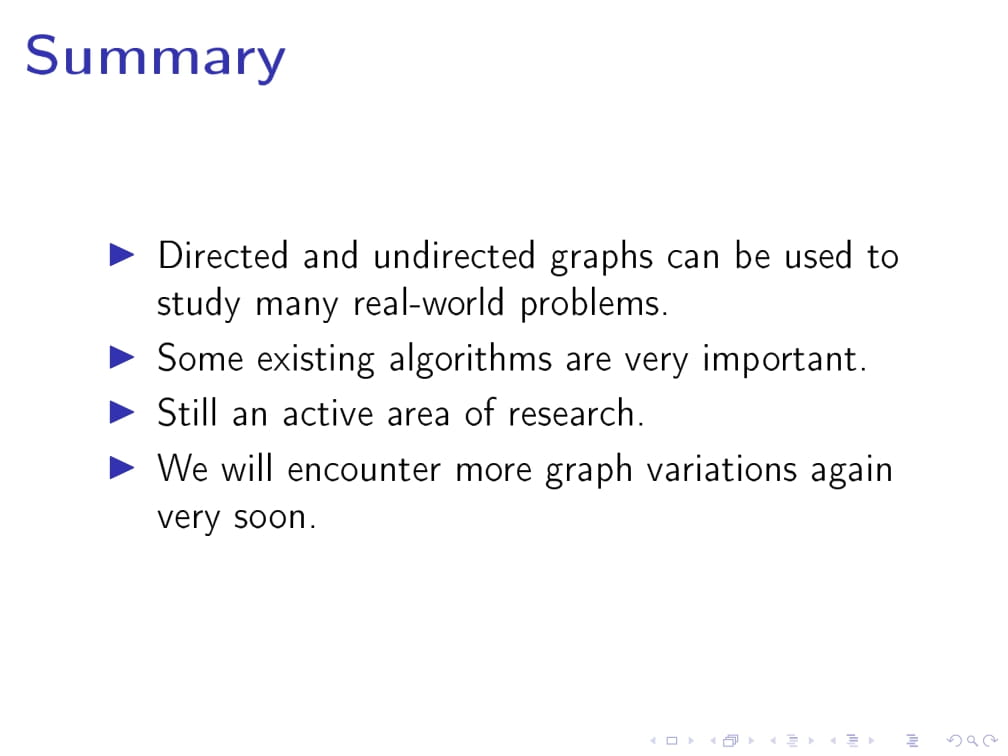 Summary
Directed and undirected graphs can be used to
study many real-world problems.
Some existing algorithms are very important.
Still an active area of research.
We will encounter more graph variations again
very soon.